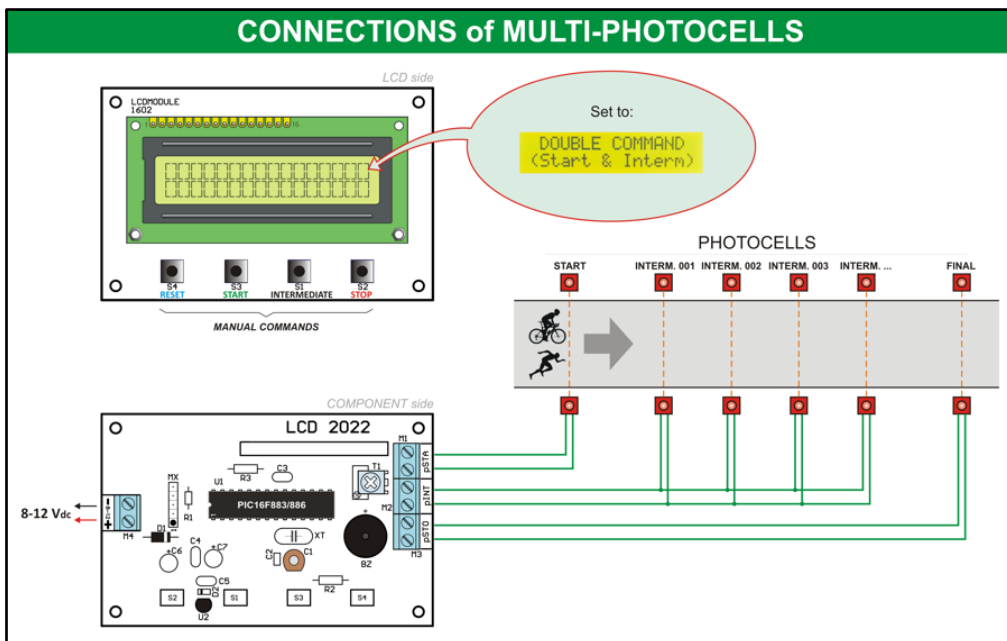 CONNECTIONS of MULTI-PHOTOCELLS
LCD side
LCDMODULE
1602
1
16
Set to:
DOUBLE COMMAND
(Start & Interm)
S4
S3
S1
S2
RESET
START
INTERMEDIATE
STOP
MANUAL COMMANDS
PHOTOCELLS
START
INTERM. 001
INTERM. 002
INTERM. 003
INTERM. ...
FINAL
COMPONENT side
LCD 2022
M1
pSTA
T1
R3
C3
MX
U1
PIC16F883/886
pINT
M2
R1
8-12 Vdc
- +
M4
D1
XT
+
BZ
pSTO
M3
+C6
C4
+C7
C2
C1
C5
D2
R2
S2
S1
S3
S4
U2